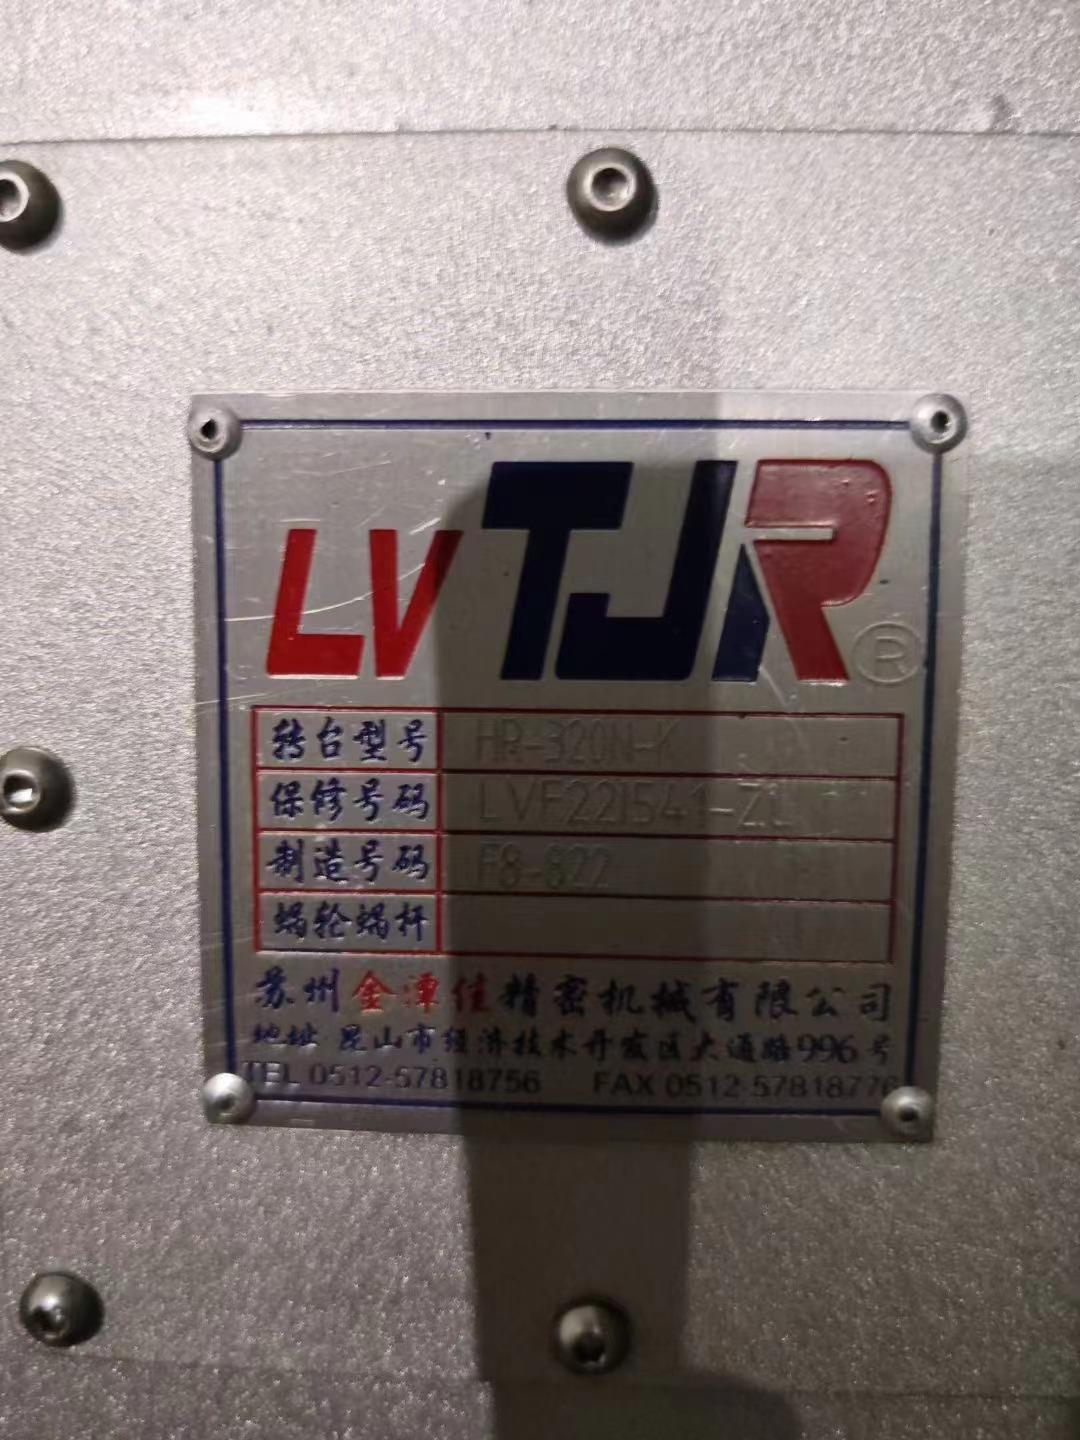 LV TJR ®
转台型号 HR-320N-K
保修号码 LVF221541-ZL
制造号码 F8-822
蜗轮蜗杆
苏州金潭佳精密机械有限公司
地址 昆山市经济技术开发区大通路996号
TEL 0512-57818756 FAX 0512-57818776